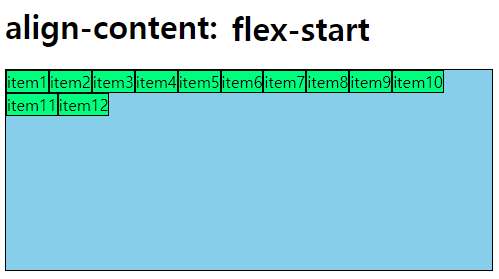 align-content: flex-start
item1 item2 item3 item4 item5 item6 item7 item8 item9 item10
item11 item12